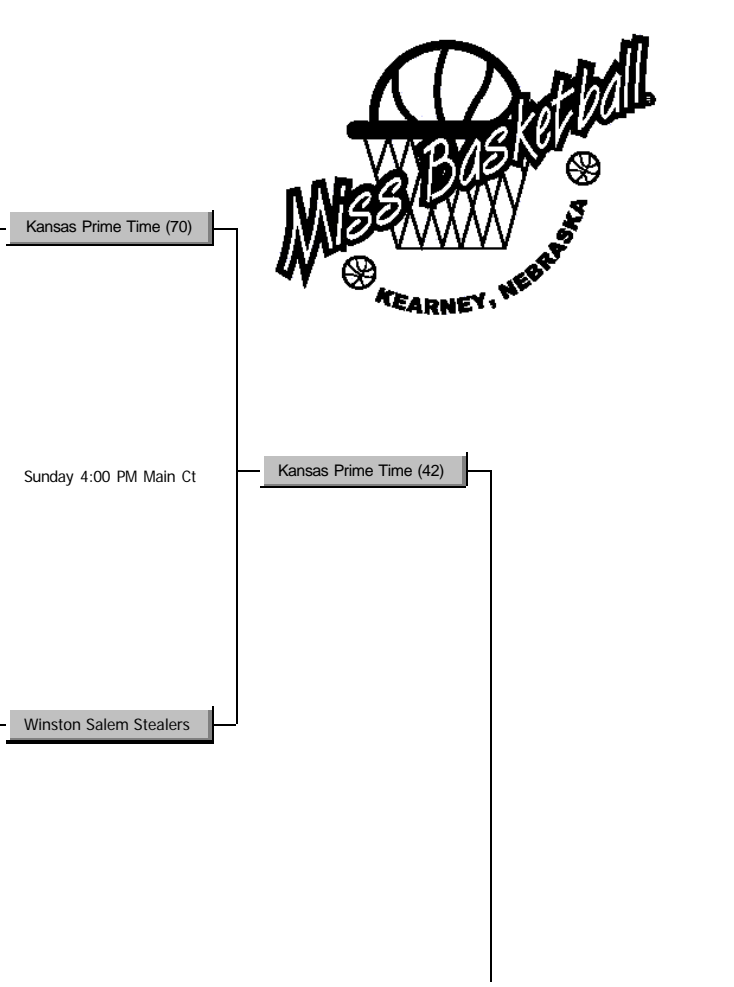 Miss Basketball®
KEARNEY, NEBRASKA
Kansas Prime Time (70)
Sunday 4:00 PM Main Ct
Kansas Prime Time (42)
Winston Salem Stealers